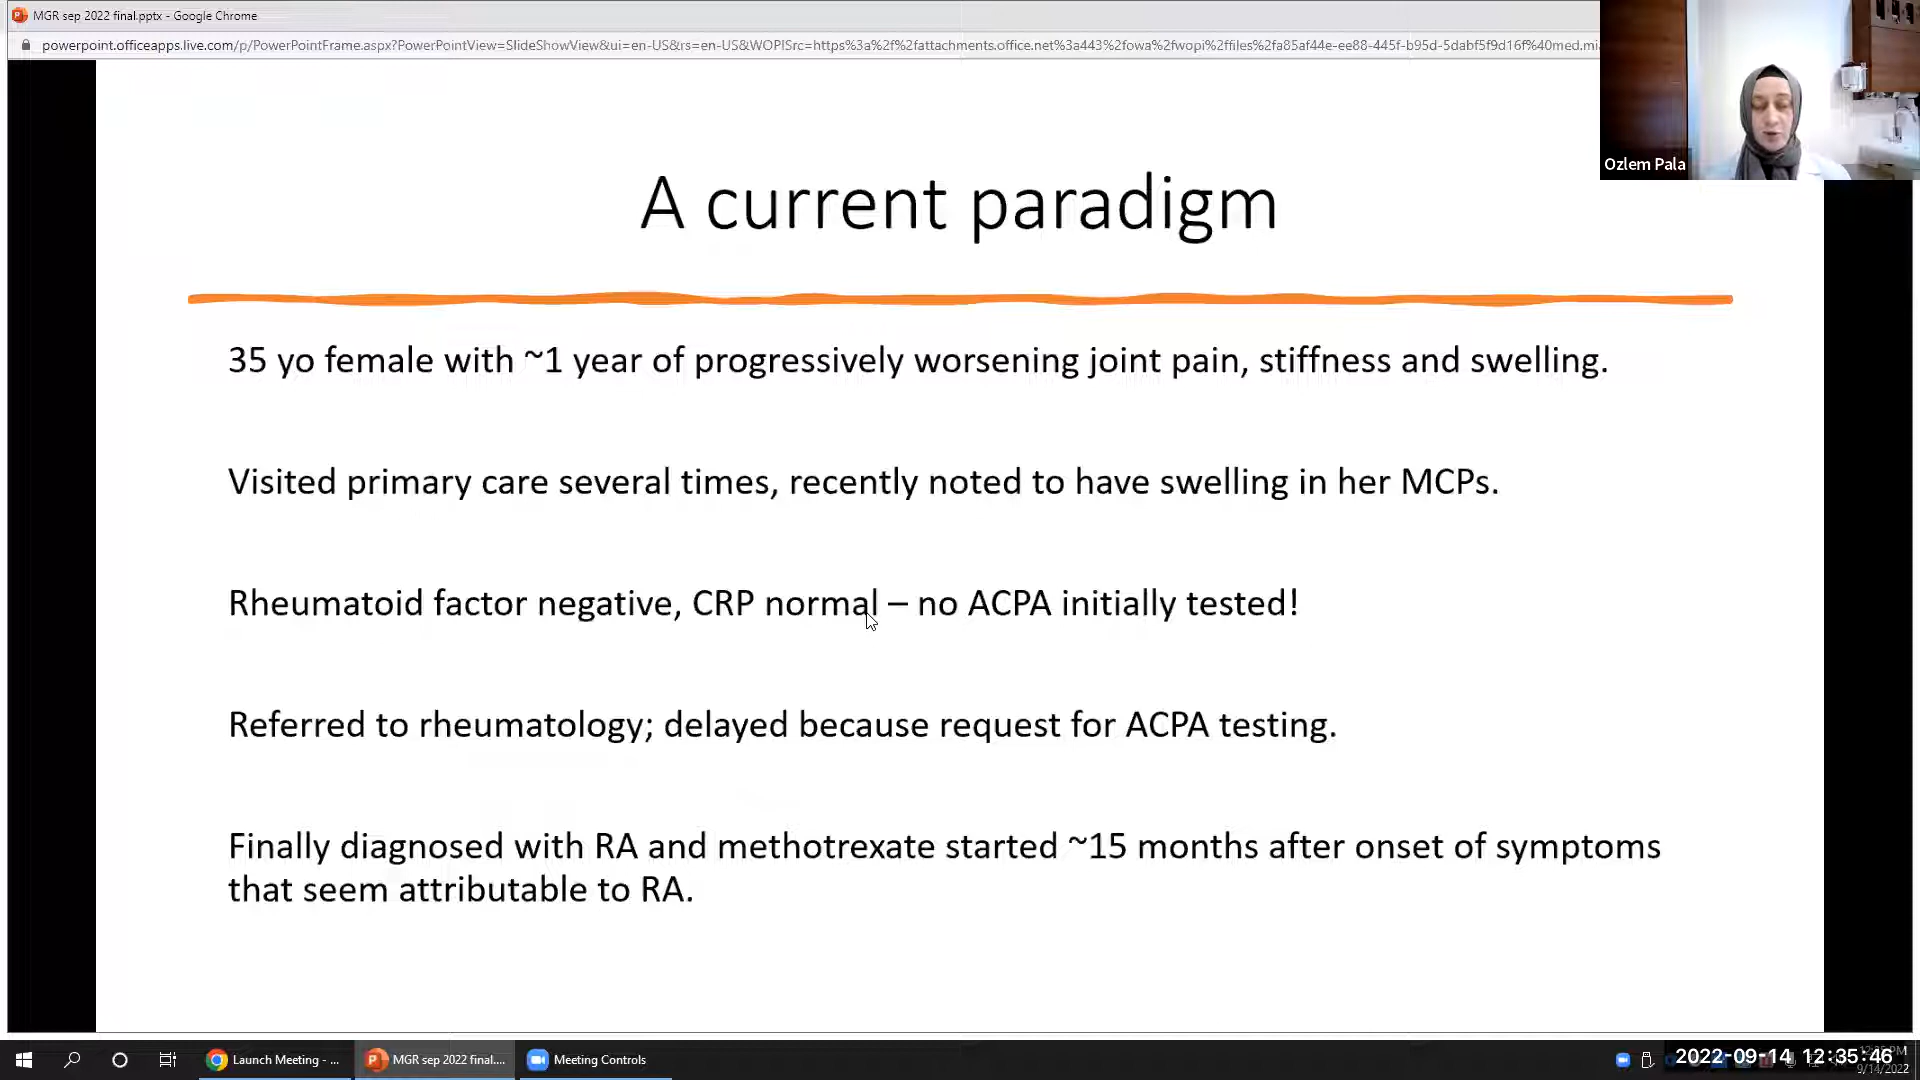 MGR sep 2022 final.pptx - Google Chrome
powerpoint.officeapps.live.com/p/PowerPointFrame.aspx?PowerPointView=SlideShowView&ui=en-US&rs=en-US&WOPISrc=https%3a%2f%2fattachments.office.net%3a443%2fowa%2fwopi%2ffiles%2fa85af44e-ee88-445f-b95d-5dabf5f9d16f%40med.mi
Ozlem Pala
A current paradigm
35 yo female with ~1 year of progressively worsening joint pain, stiffness and swelling.
Visited primary care several times, recently noted to have swelling in her MCPs.
Rheumatoid factor negative, CRP normal – no ACPA initially tested!
Referred to rheumatology; delayed because request for ACPA testing.
Finally diagnosed with RA and methotrexate started ~15 months after onset of symptoms
that seem attributable to RA.
Launch Meeting - ...
MGR sep 2022 final....
Meeting Controls
2022-09-14 12:35:46
9/14/2022